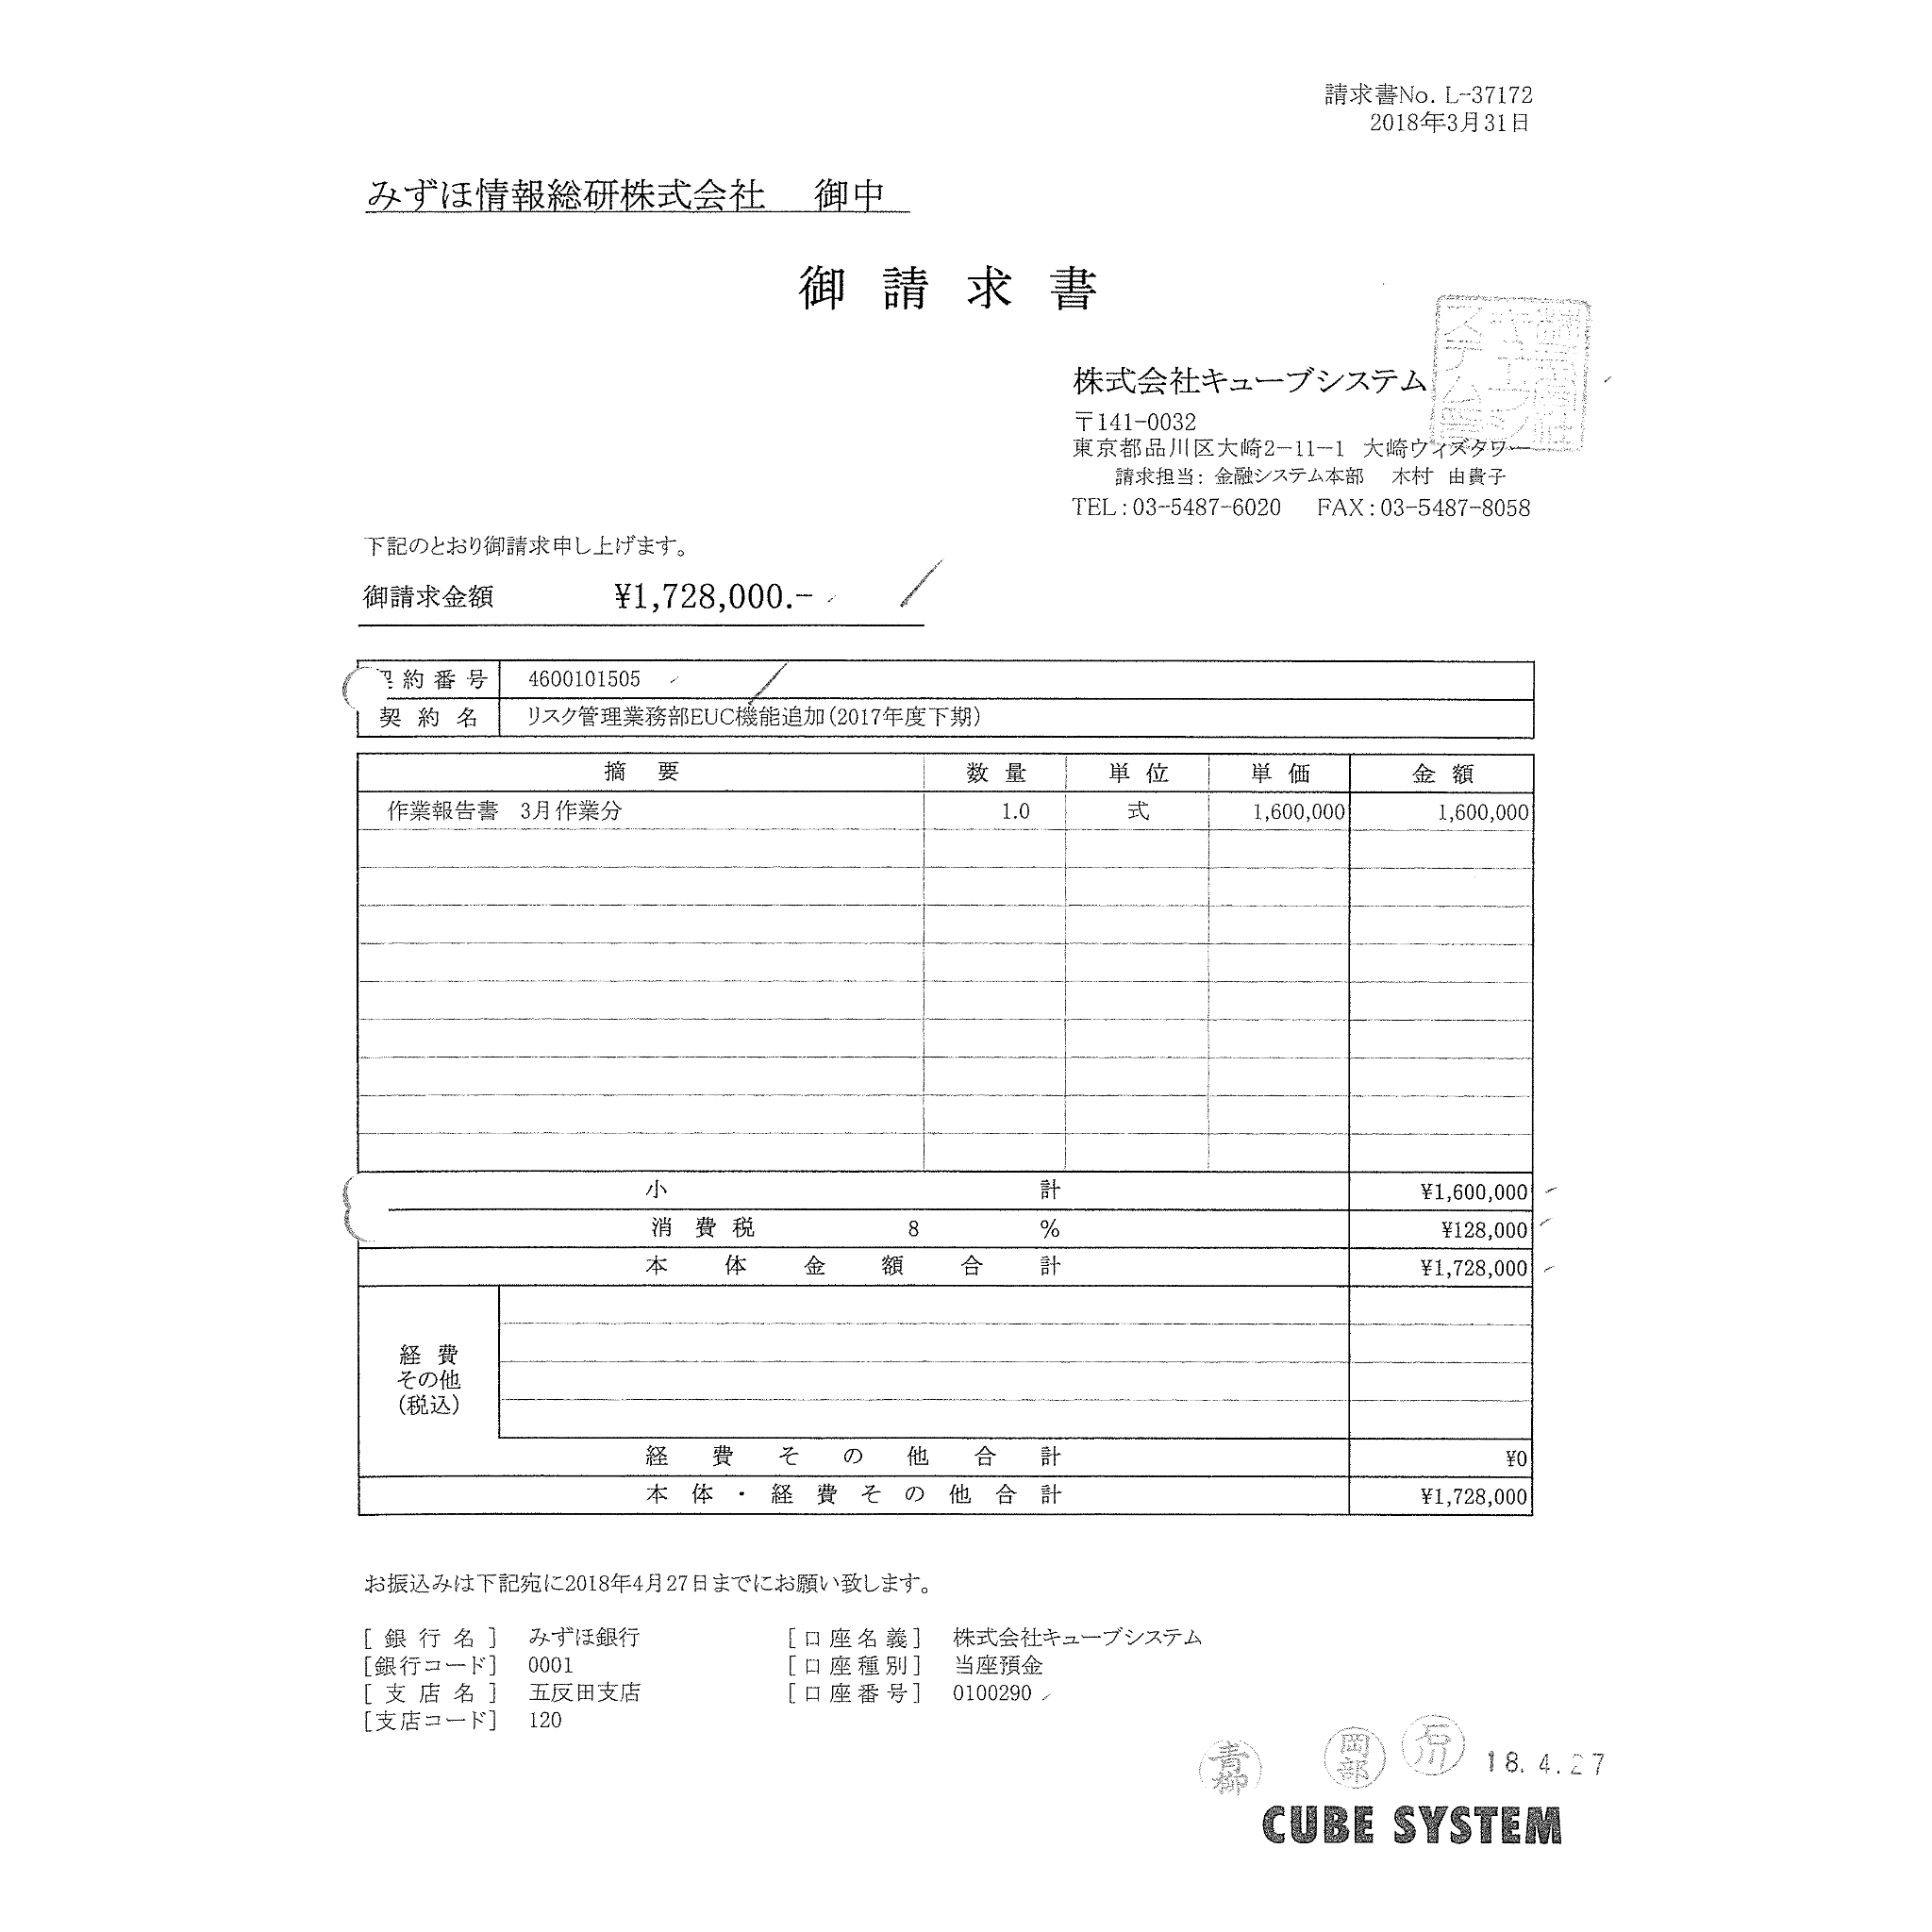 請求書No. L-37172
2018年3月31日
みずほ情報総研株式会社 御中
御請求書
株式会社キューブシステム
〒141-0032
東京都品川区大崎2-11-1 大崎ウィズタワー
請求担当: 金融システム本部 木村 由貴子
TEL:03-5487-6020 FAX:03-5487-8058
下記のとおり御請求申し上げます。
御請求金額 ¥1,728,000.-
契約番号 4600101505
契約名 リスク管理業務部EUC機能追加(2017年度下期)
摘要 数量 単位 単価 金額
作業報告書 3月作業分 1.0 式 1,600,000 1,600,000
小計 ¥1,600,000
消費税 8 % ¥128,000
本体金額合計 ¥1,728,000
経費
その他
(税込)
経費その他合計 ¥0
本体・経費その他合計 ¥1,728,000
お振込みは下記宛に2018年4月27日までにお願い致します。
[銀行名] みずほ銀行 [口座名義] 株式会社キューブシステム
[銀行コード] 0001 [口座種別] 当座預金
[支店名] 五反田支店 [口座番号] 0100290
[支店コード] 120
青柳 岡部 石川 18.4.27
CUBE SYSTEM